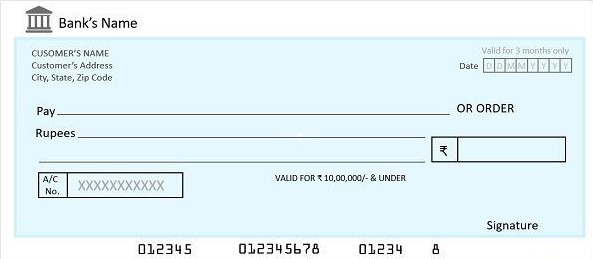 Bank's Name
CUSOMER'S NAME
Customer's Address
City, State, Zip Code
Valid for 3 months only
Date D D M M Y Y Y Y
Pay OR ORDER
Rupees
₹
A/C
No.
XXXXXXXXXXX
VALID FOR ₹ 10,00,000/- & UNDER
Signature
012345 012345678 01234 8